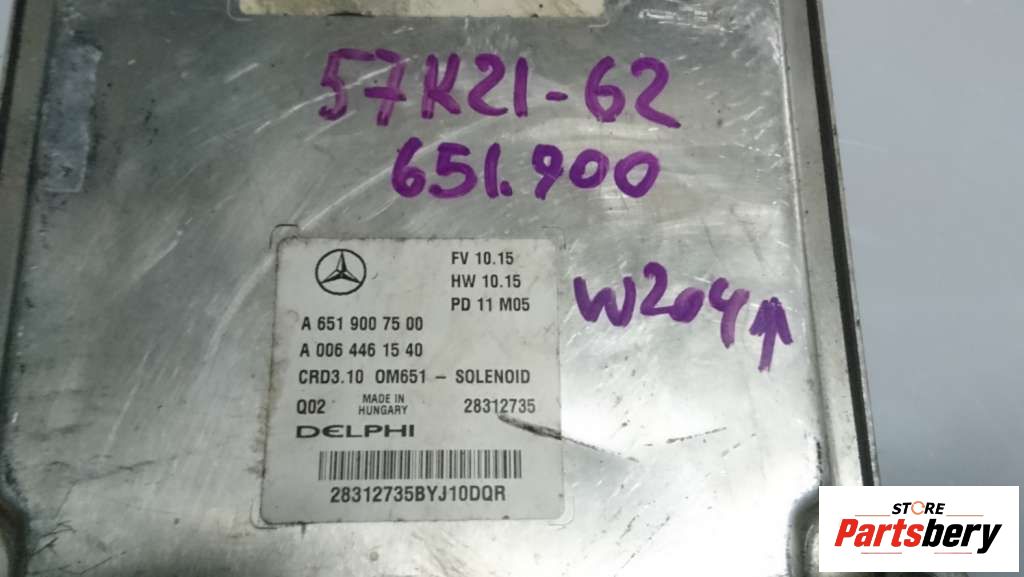 57K21-62
651.900
W204↑
FV 10.15
HW 10.15
PD 11 M05
A 651 900 75 00
A 006 446 15 40
CRD3.10 OM651 – SOLENOID
Q02 MADE IN HUNGARY 28312735
DELPHI
28312735BYJ10DQR
STORE
Partsbery